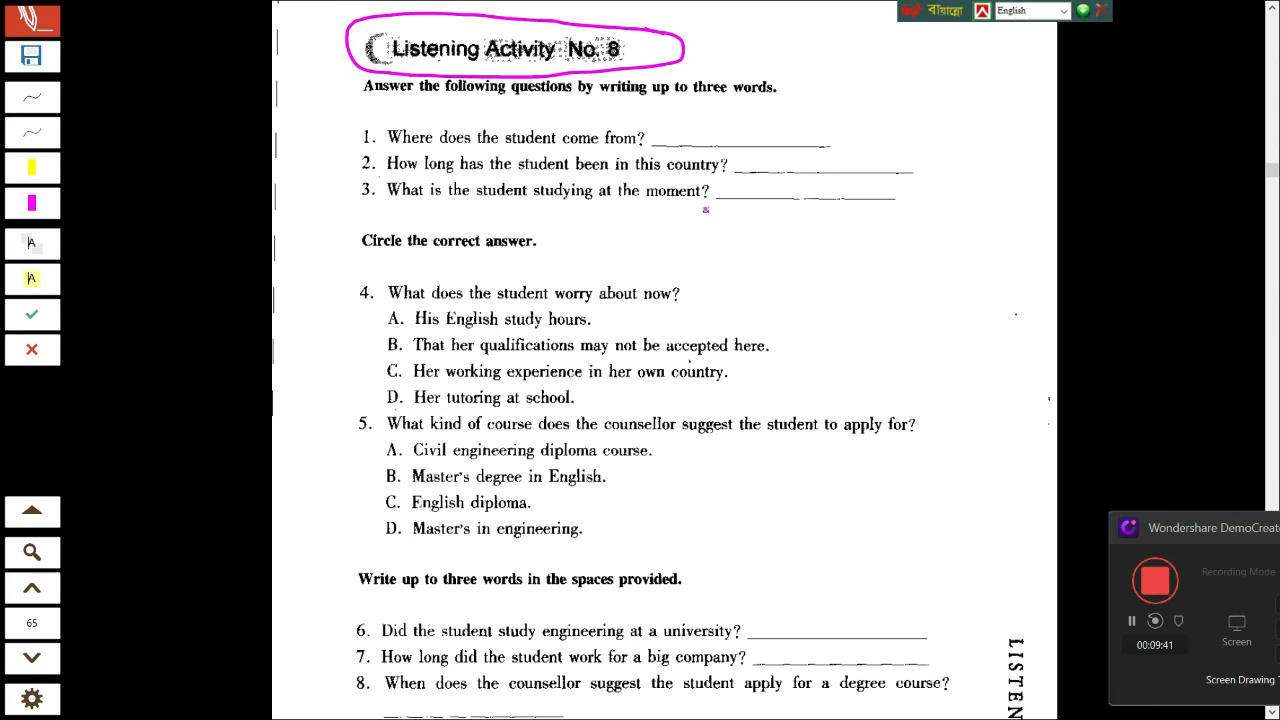 বায়ান্নো English
Listening Activity No. 8
Answer the following questions by writing up to three words.
1. Where does the student come from?
2. How long has the student been in this country?
3. What is the student studying at the moment?
Circle the correct answer.
4. What does the student worry about now?
A. His English study hours.
B. That her qualifications may not be accepted here.
C. Her working experience in her own country.
D. Her tutoring at school.
5. What kind of course does the counsellor suggest the student to apply for?
A. Civil engineering diploma course.
B. Master's degree in English.
C. English diploma.
D. Master's in engineering.
Write up to three words in the spaces provided.
6. Did the student study engineering at a university?
7. How long did the student work for a big company?
8. When does the counsellor suggest the student apply for a degree course?
LISTEN
A
A
65
Wondershare DemoCreat
Recording Mode
00:09:41
Screen
Screen Drawing T